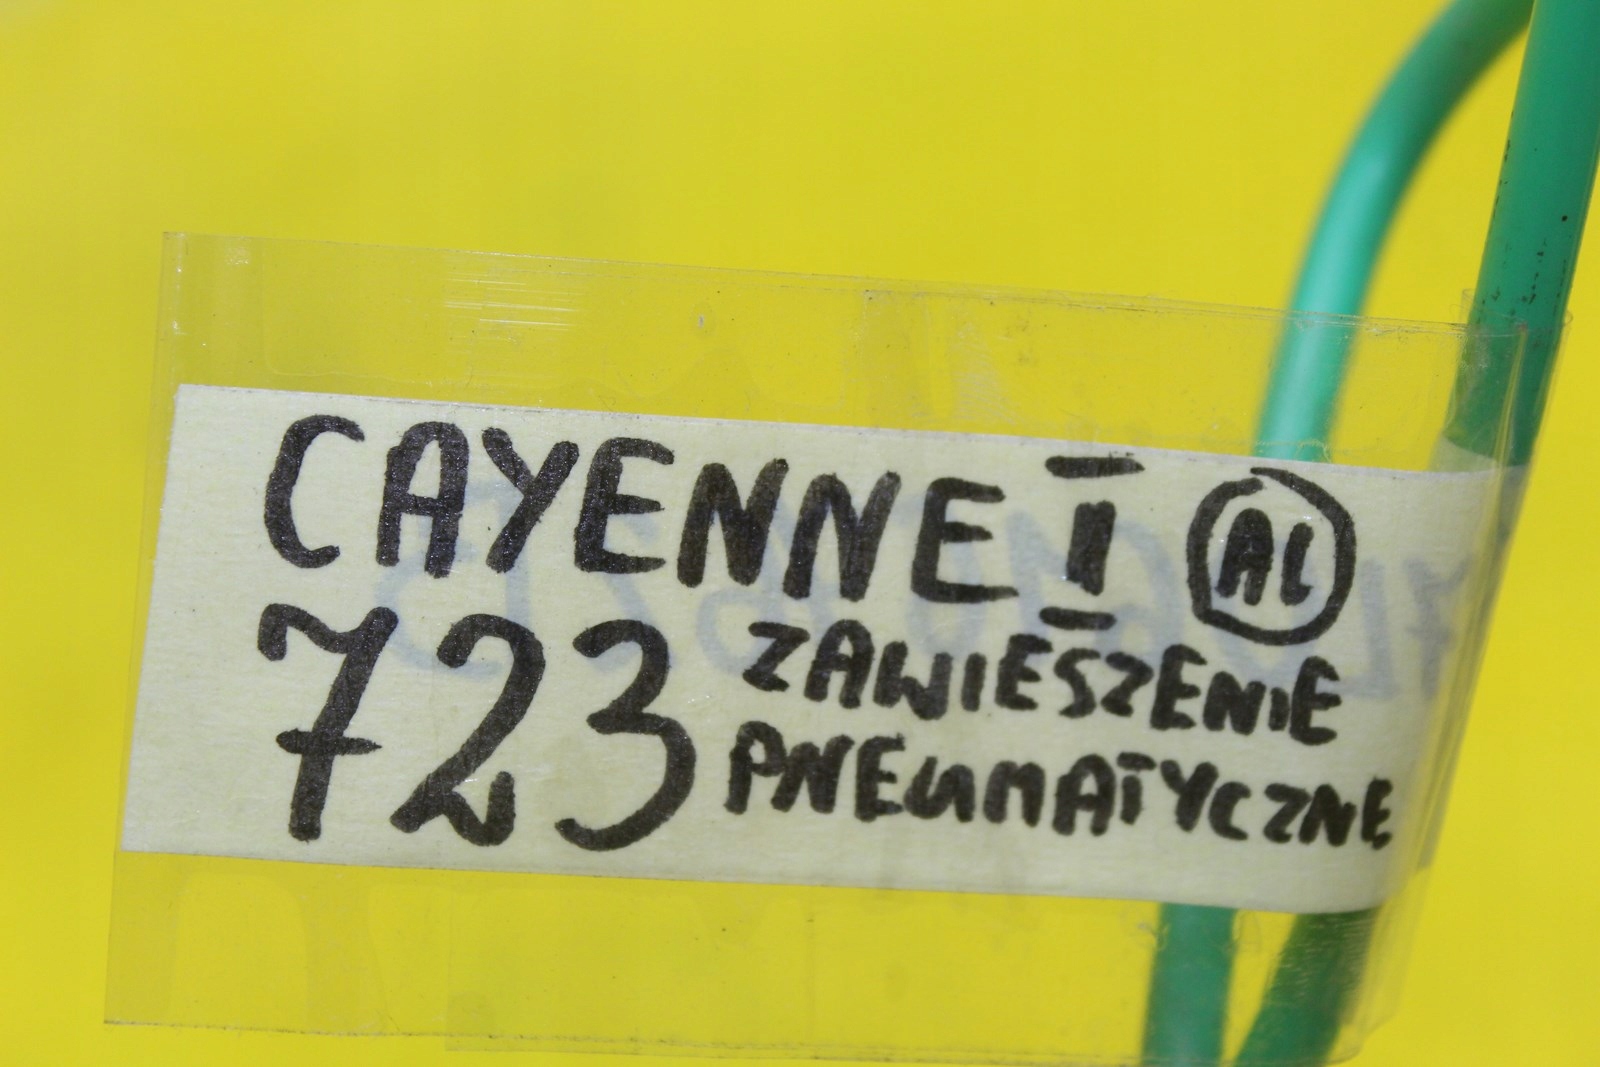 CAYENNE I AL
723 ZAWIESZENIE
PNEUMATYCZNE